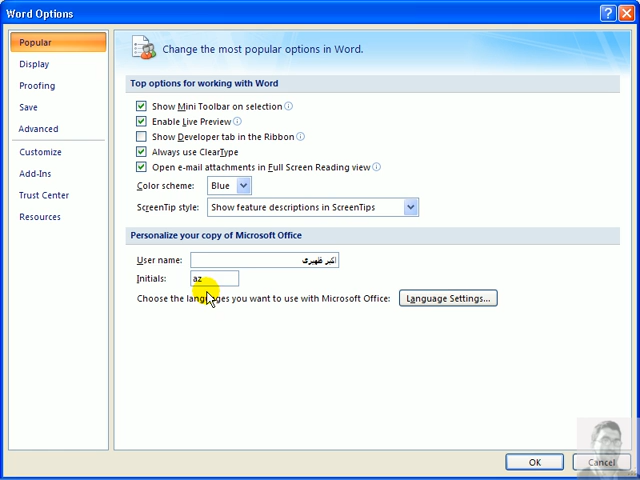 Word Options
Popular
Display
Proofing
Save
Advanced
Customize
Add-Ins
Trust Center
Resources
Change the most popular options in Word.
Top options for working with Word
Show Mini Toolbar on selection
Enable Live Preview
Show Developer tab in the Ribbon
Always use ClearType
Open e-mail attachments in Full Screen Reading view
Color scheme: Blue
ScreenTip style: Show feature descriptions in ScreenTips
Personalize your copy of Microsoft Office
User name: اکبر ظهیری
Initials: az
Choose the languages you want to use with Microsoft Office: Language Settings...
OK Cancel